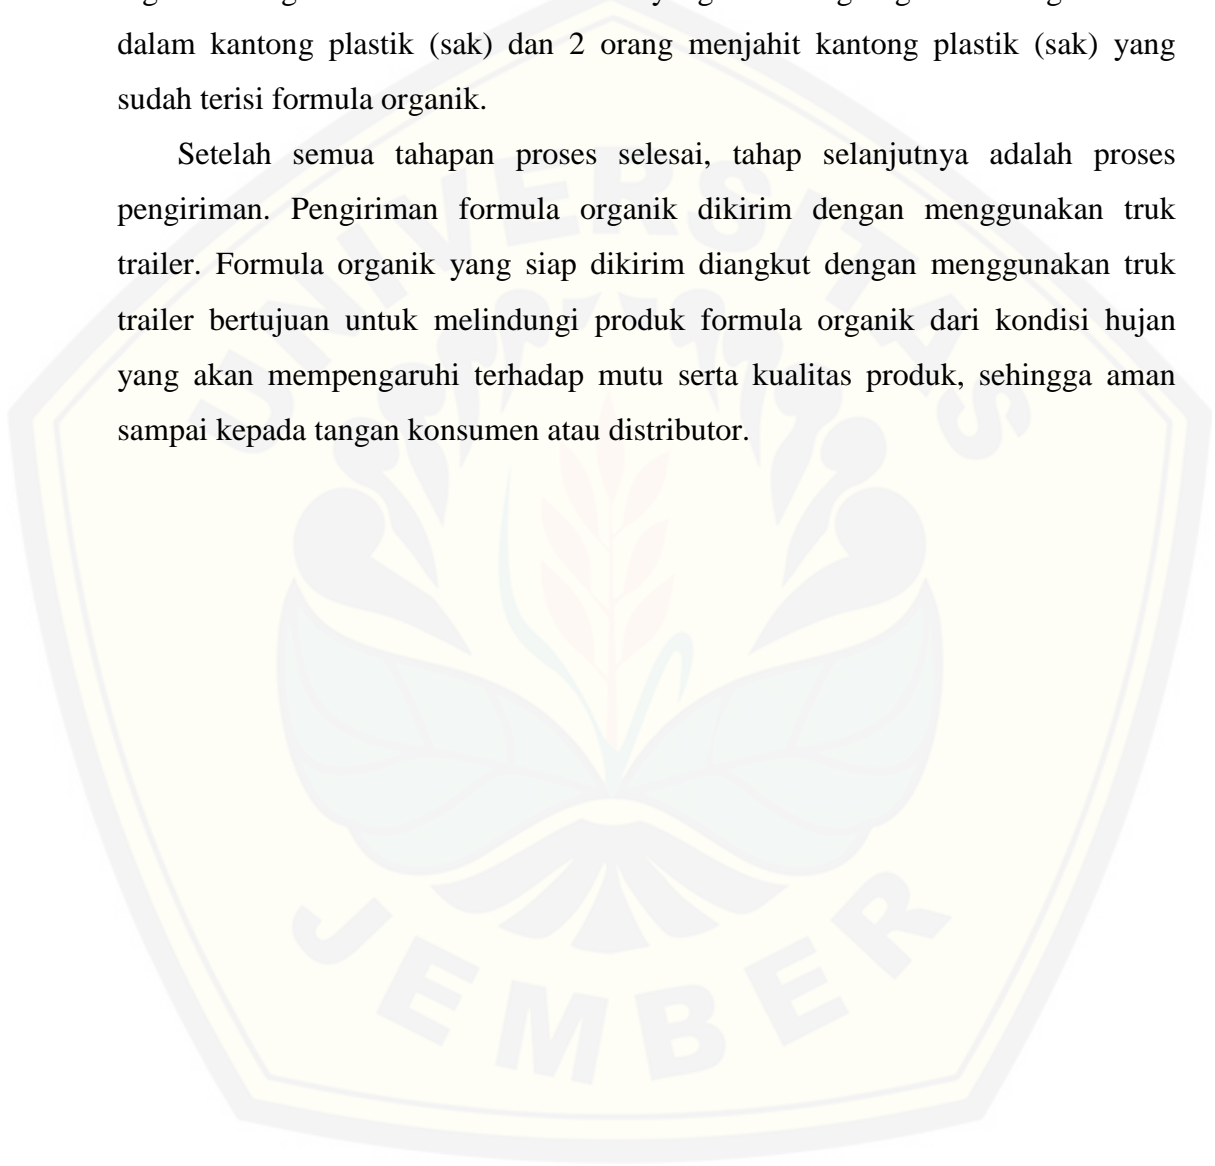 dalam kantong plastik (sak) dan 2 orang menjahit kantong plastik (sak) yang
sudah terisi formula organik.
Setelah semua tahapan proses selesai, tahap selanjutnya adalah proses
pengiriman. Pengiriman formula organik dikirim dengan menggunakan truk
trailer. Formula organik yang siap dikirim diangkut dengan menggunakan truk
trailer bertujuan untuk melindungi produk formula organik dari kondisi hujan
yang akan mempengaruhi terhadap mutu serta kualitas produk, sehingga aman
sampai kepada tangan konsumen atau distributor.
UNIVERSITAS
JEMBER